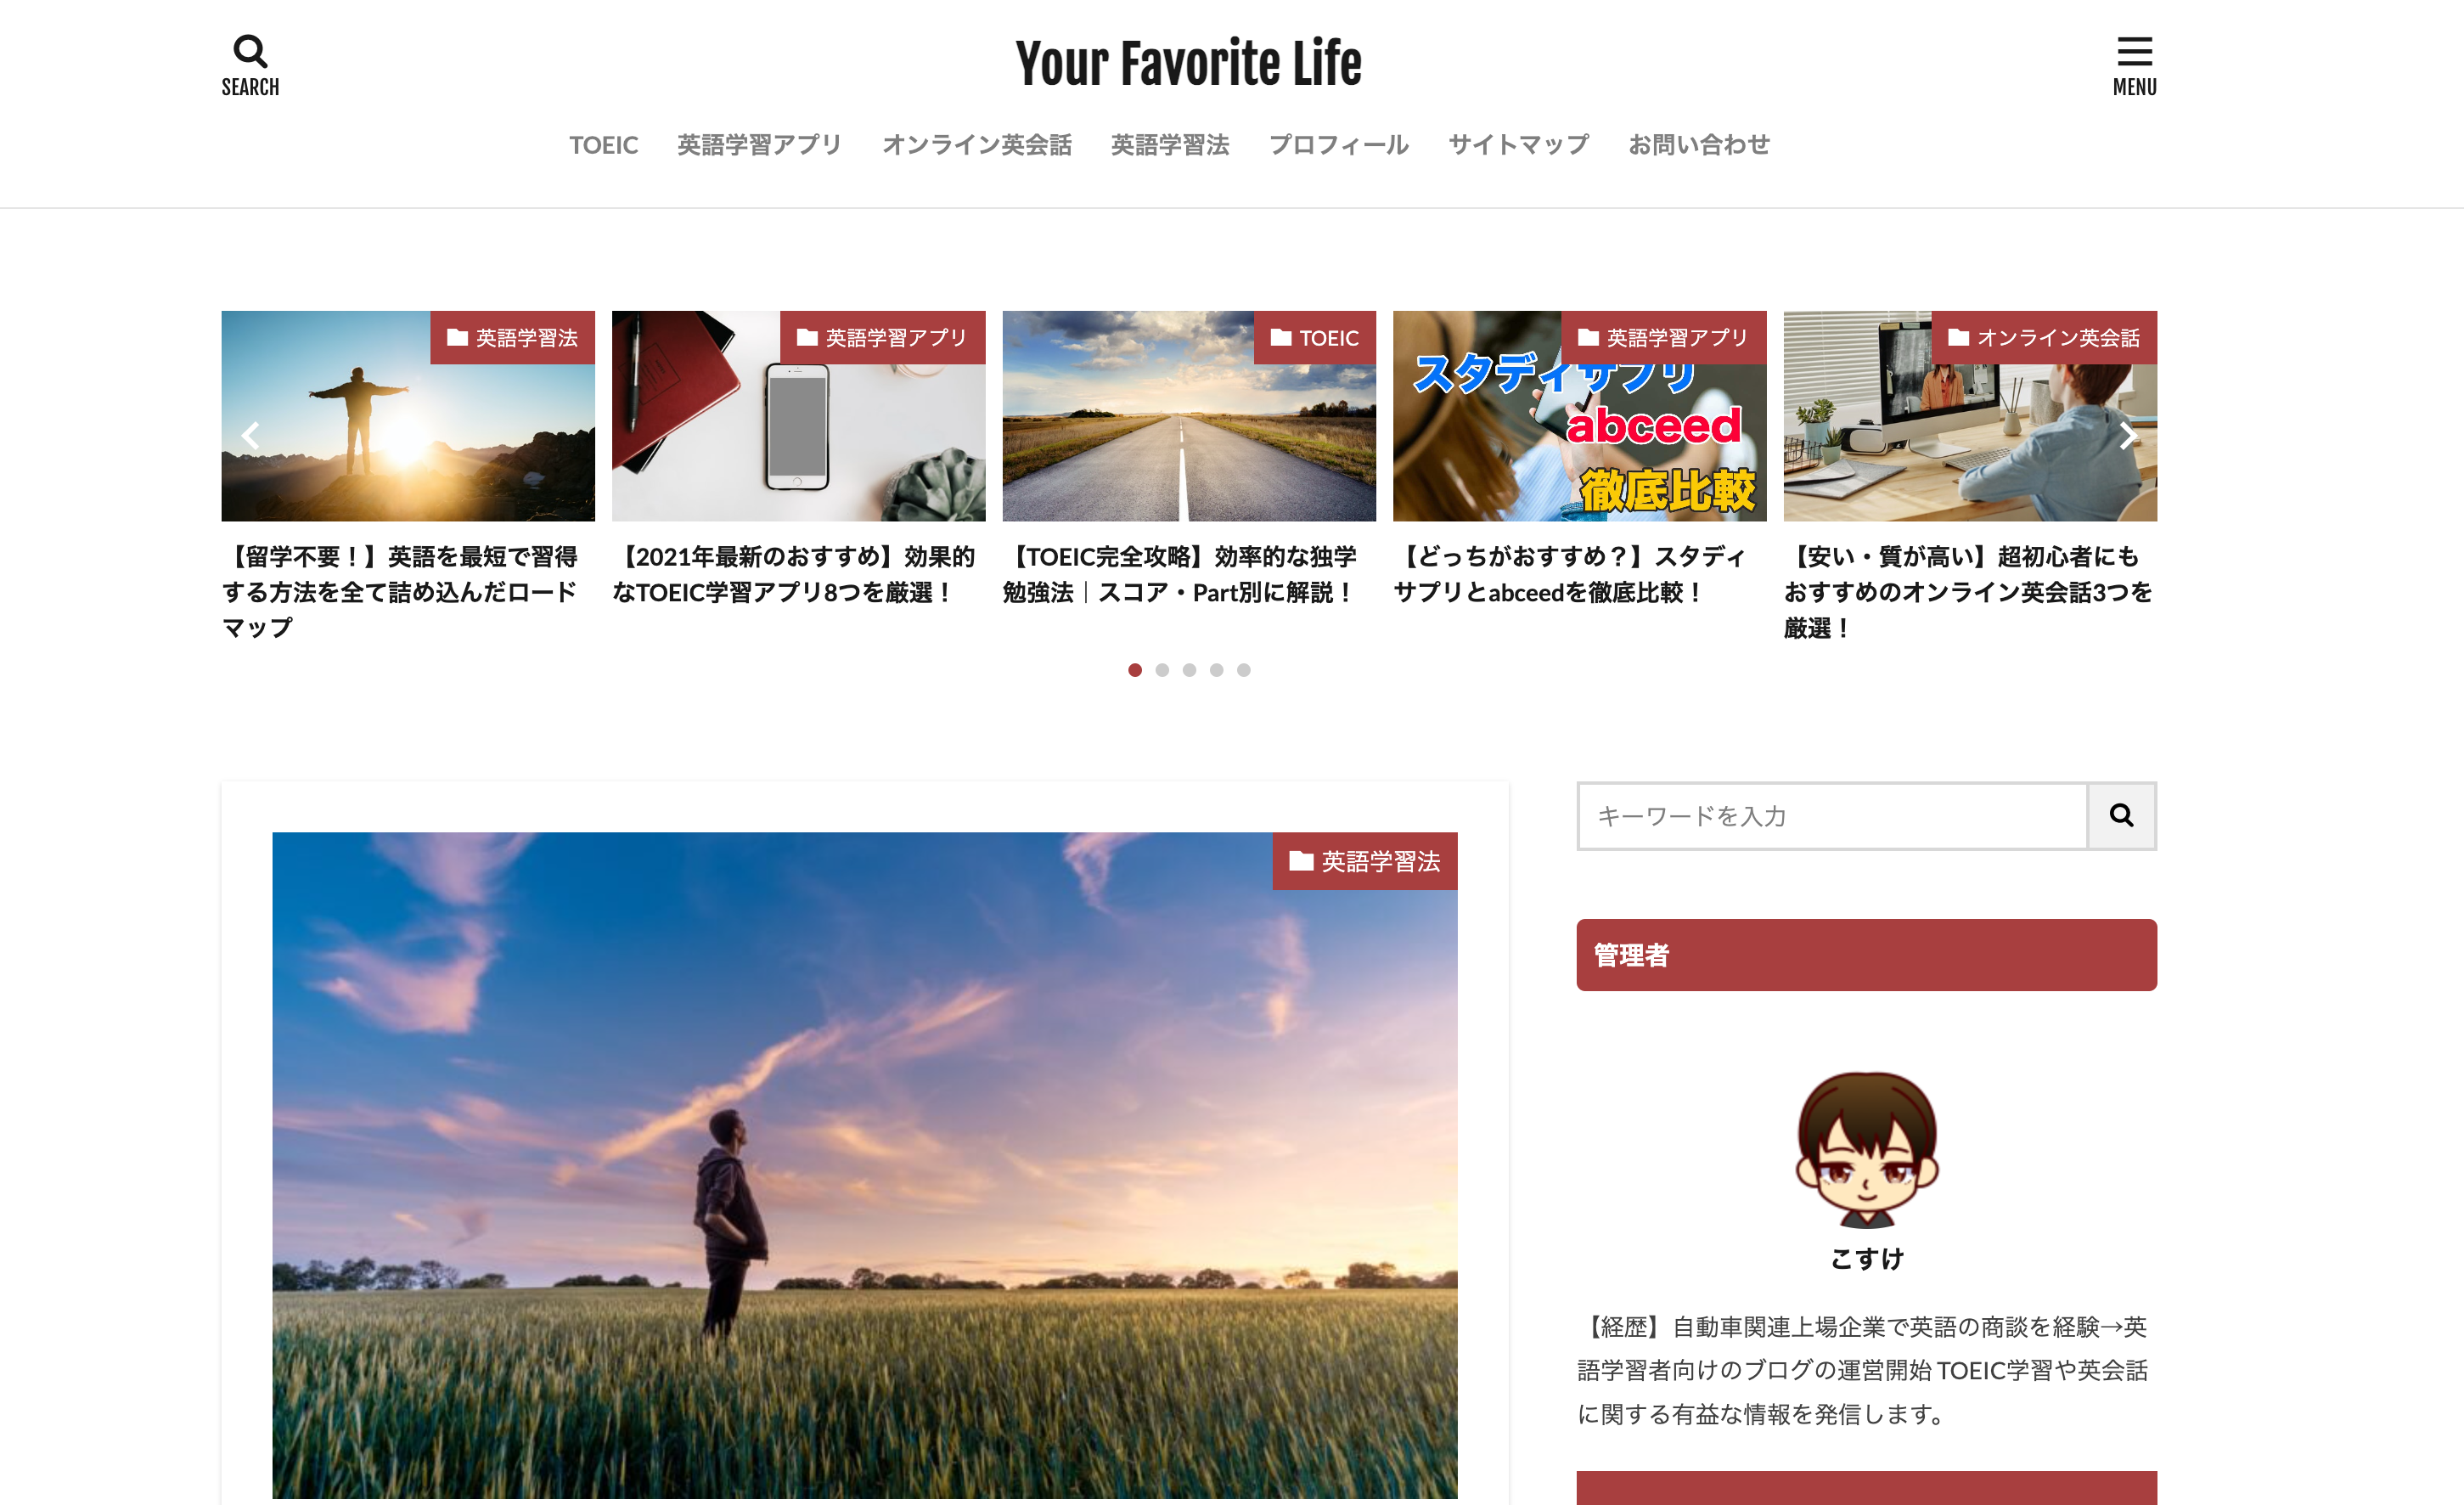 SEARCH
Your Favorite Life
MENU
TOEIC 英語学習アプリ オンライン英会話 英語学習法 プロフィール サイトマップ お問い合わせ
英語学習法
【留学不要！】英語を最短で習得
する方法を全て詰め込んだロード
マップ
英語学習アプリ
【2021年最新のおすすめ】効果的
なTOEIC学習アプリ8つを厳選！
TOEIC
【TOEIC完全攻略】効率的な独学
勉強法｜スコア・Part別に解説！
英語学習アプリ
スタディサプリ
abceed
徹底比較
【どっちがおすすめ？】スタディ
サプリとabceedを徹底比較！
オンライン英会話
【安い・質が高い】超初心者にも
おすすめのオンライン英会話3つを
厳選！
英語学習法
キーワードを入力
管理者
こすけ
【経歴】自動車関連上場企業で英語の商談を経験→英
語学習者向けのブログの運営開始 TOEIC学習や英会話
に関する有益な情報を発信します。